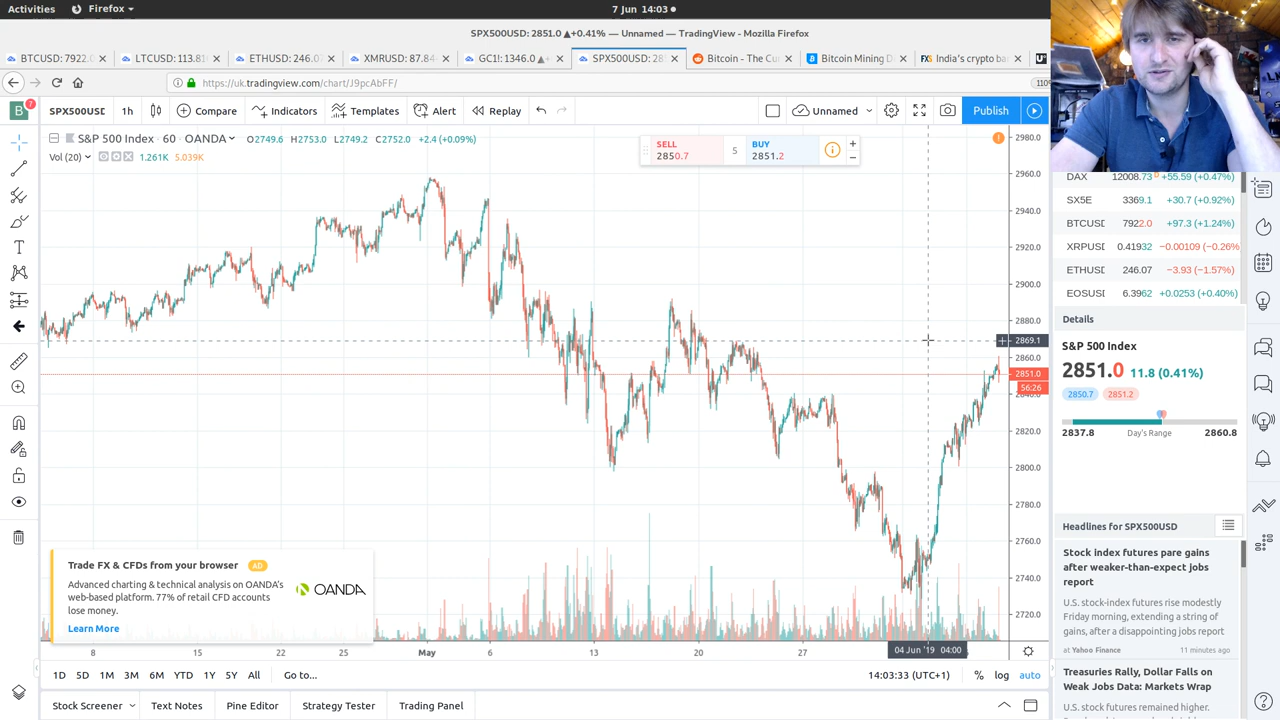 Activities
Firefox
7 Jun 14:03
SPX500USD: 2851.0 ▲+0.41% — Unnamed — TradingView - Mozilla Firefox
BTCUSD: 7922.0
LTCUSD: 113.81
ETHUSD: 246.07
XMRUSD: 87.84
GC1!: 1346.0 ▲
SPX500USD: 285
Reddit - The Cu
Bitcoin Mining D
India's crypto ba
https://uk.tradingview.com/chart/J9pcAbFF/
110%
B
7
SPX500USD
1h
Compare
Indicators
Templates
Alert
Replay
Unnamed
Publish
S&P 500 Index · 60 · OANDA
O2749.6 H2753.0 L2749.2 C2752.0 +2.4 (+0.09%)
Vol (20)
1.261K 5.039K
SELL
2850.7
5
BUY
2851.2
2980.0
2960.0
2940.0
2920.0
2900.0
2880.0
2869.1
2860.0
2851.0
56:26
2840.0
2820.0
2800.0
2780.0
2760.0
2740.0
2720.0
Trade FX & CFDs from your browser
AD
Advanced charting & technical analysis on OANDA's
web-based platform. 77% of retail CFD accounts
lose money.
Learn More
OANDA
8
15
22
25
May
6
13
20
27
04 Jun '19 04:00
1D 5D 1M 3M 6M YTD 1Y 5Y All
Go to...
14:03:33 (UTC+1)
%
log
auto
Stock Screener
Text Notes
Pine Editor
Strategy Tester
Trading Panel
DAX 12008.73 +55.59 (+0.47%)
SX5E 3369.1 +30.7 (+0.92%)
BTCUSD 7922.0 +97.3 (+1.24%)
XRPUSD 0.41932 −0.00109 (−0.26%
ETHUSD 246.07 −3.93 (−1.57%)
EOSUSD 6.3962 +0.0253 (+0.40%)
Details
S&P 500 Index
2851.0 11.8 (0.41%)
2850.7
2851.2
2837.8
Day's Range
2860.8
Headlines for SPX500USD
Stock index futures pare gains
after weaker-than-expect jobs
report
U.S. stock-index futures rise modestly
Friday morning, extending a string
of gains, after a disappointing jobs report
at Yahoo Finance
11 minutes ago
Treasuries Rally, Dollar Falls on
Weak Jobs Data: Markets Wrap
U.S. stock futures remained higher.